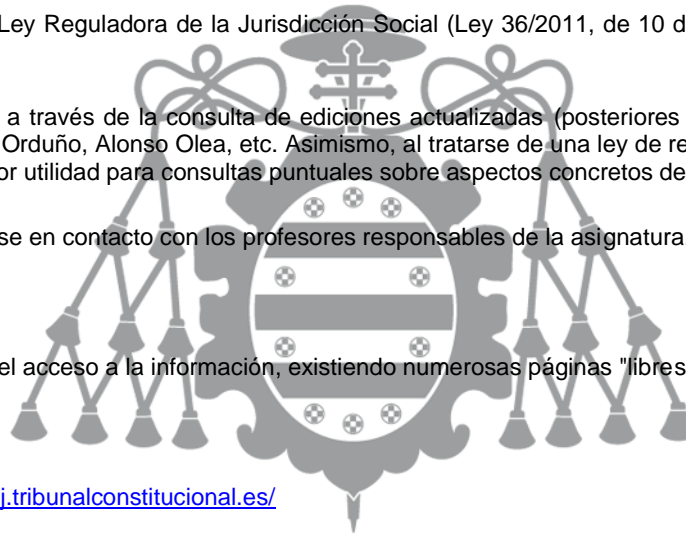 Ley Reguladora de la Jurisdicción Social (Ley 36/2011, de 10 d
a través de la consulta de ediciones actualizadas (posteriores
Orduño, Alonso Olea, etc. Asimismo, al tratarse de una ley de re
or utilidad para consultas puntuales sobre aspectos concretos de
se en contacto con los profesores responsables de la asignatura
el acceso a la información, existiendo numerosas páginas "libres
j.tribunalconstitucional.es/